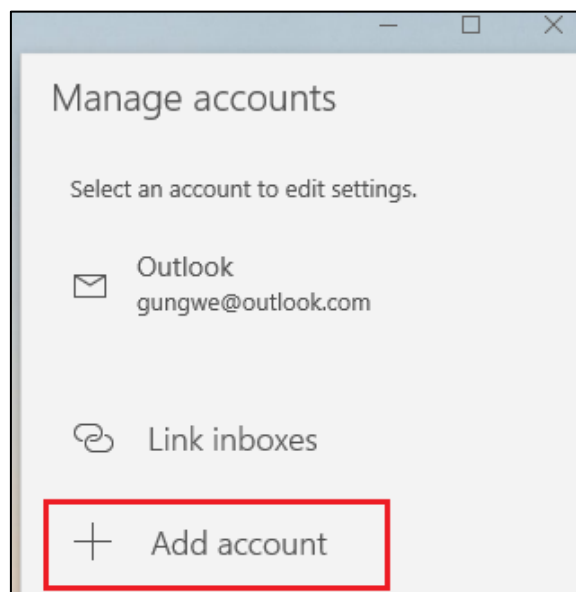 Manage accounts
Select an account to edit settings.
Outlook
gungwe@outlook.com
Link inboxes
Add account